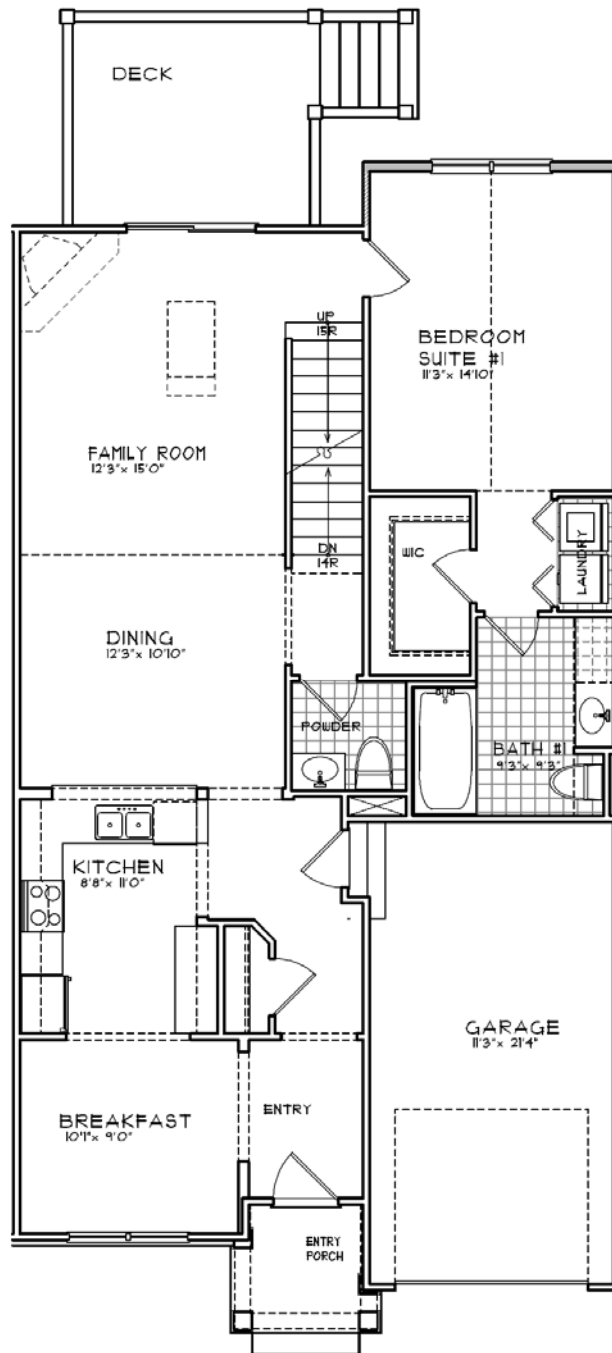 DECK
UP
15R
BEDROOM
SUITE #1
11'3"x 14'10"
FAMILY ROOM
12'3"x 15'0"
DN
14R
WIC
LAUNDRY
DINING
12'3"x 10'10"
POWDER
BATH #1
9'3"x 9'3"
KITCHEN
8'8"x 11'0"
GARAGE
11'3"x 21'4"
BREAKFAST
10'1"x 9'0"
ENTRY
ENTRY
PORCH